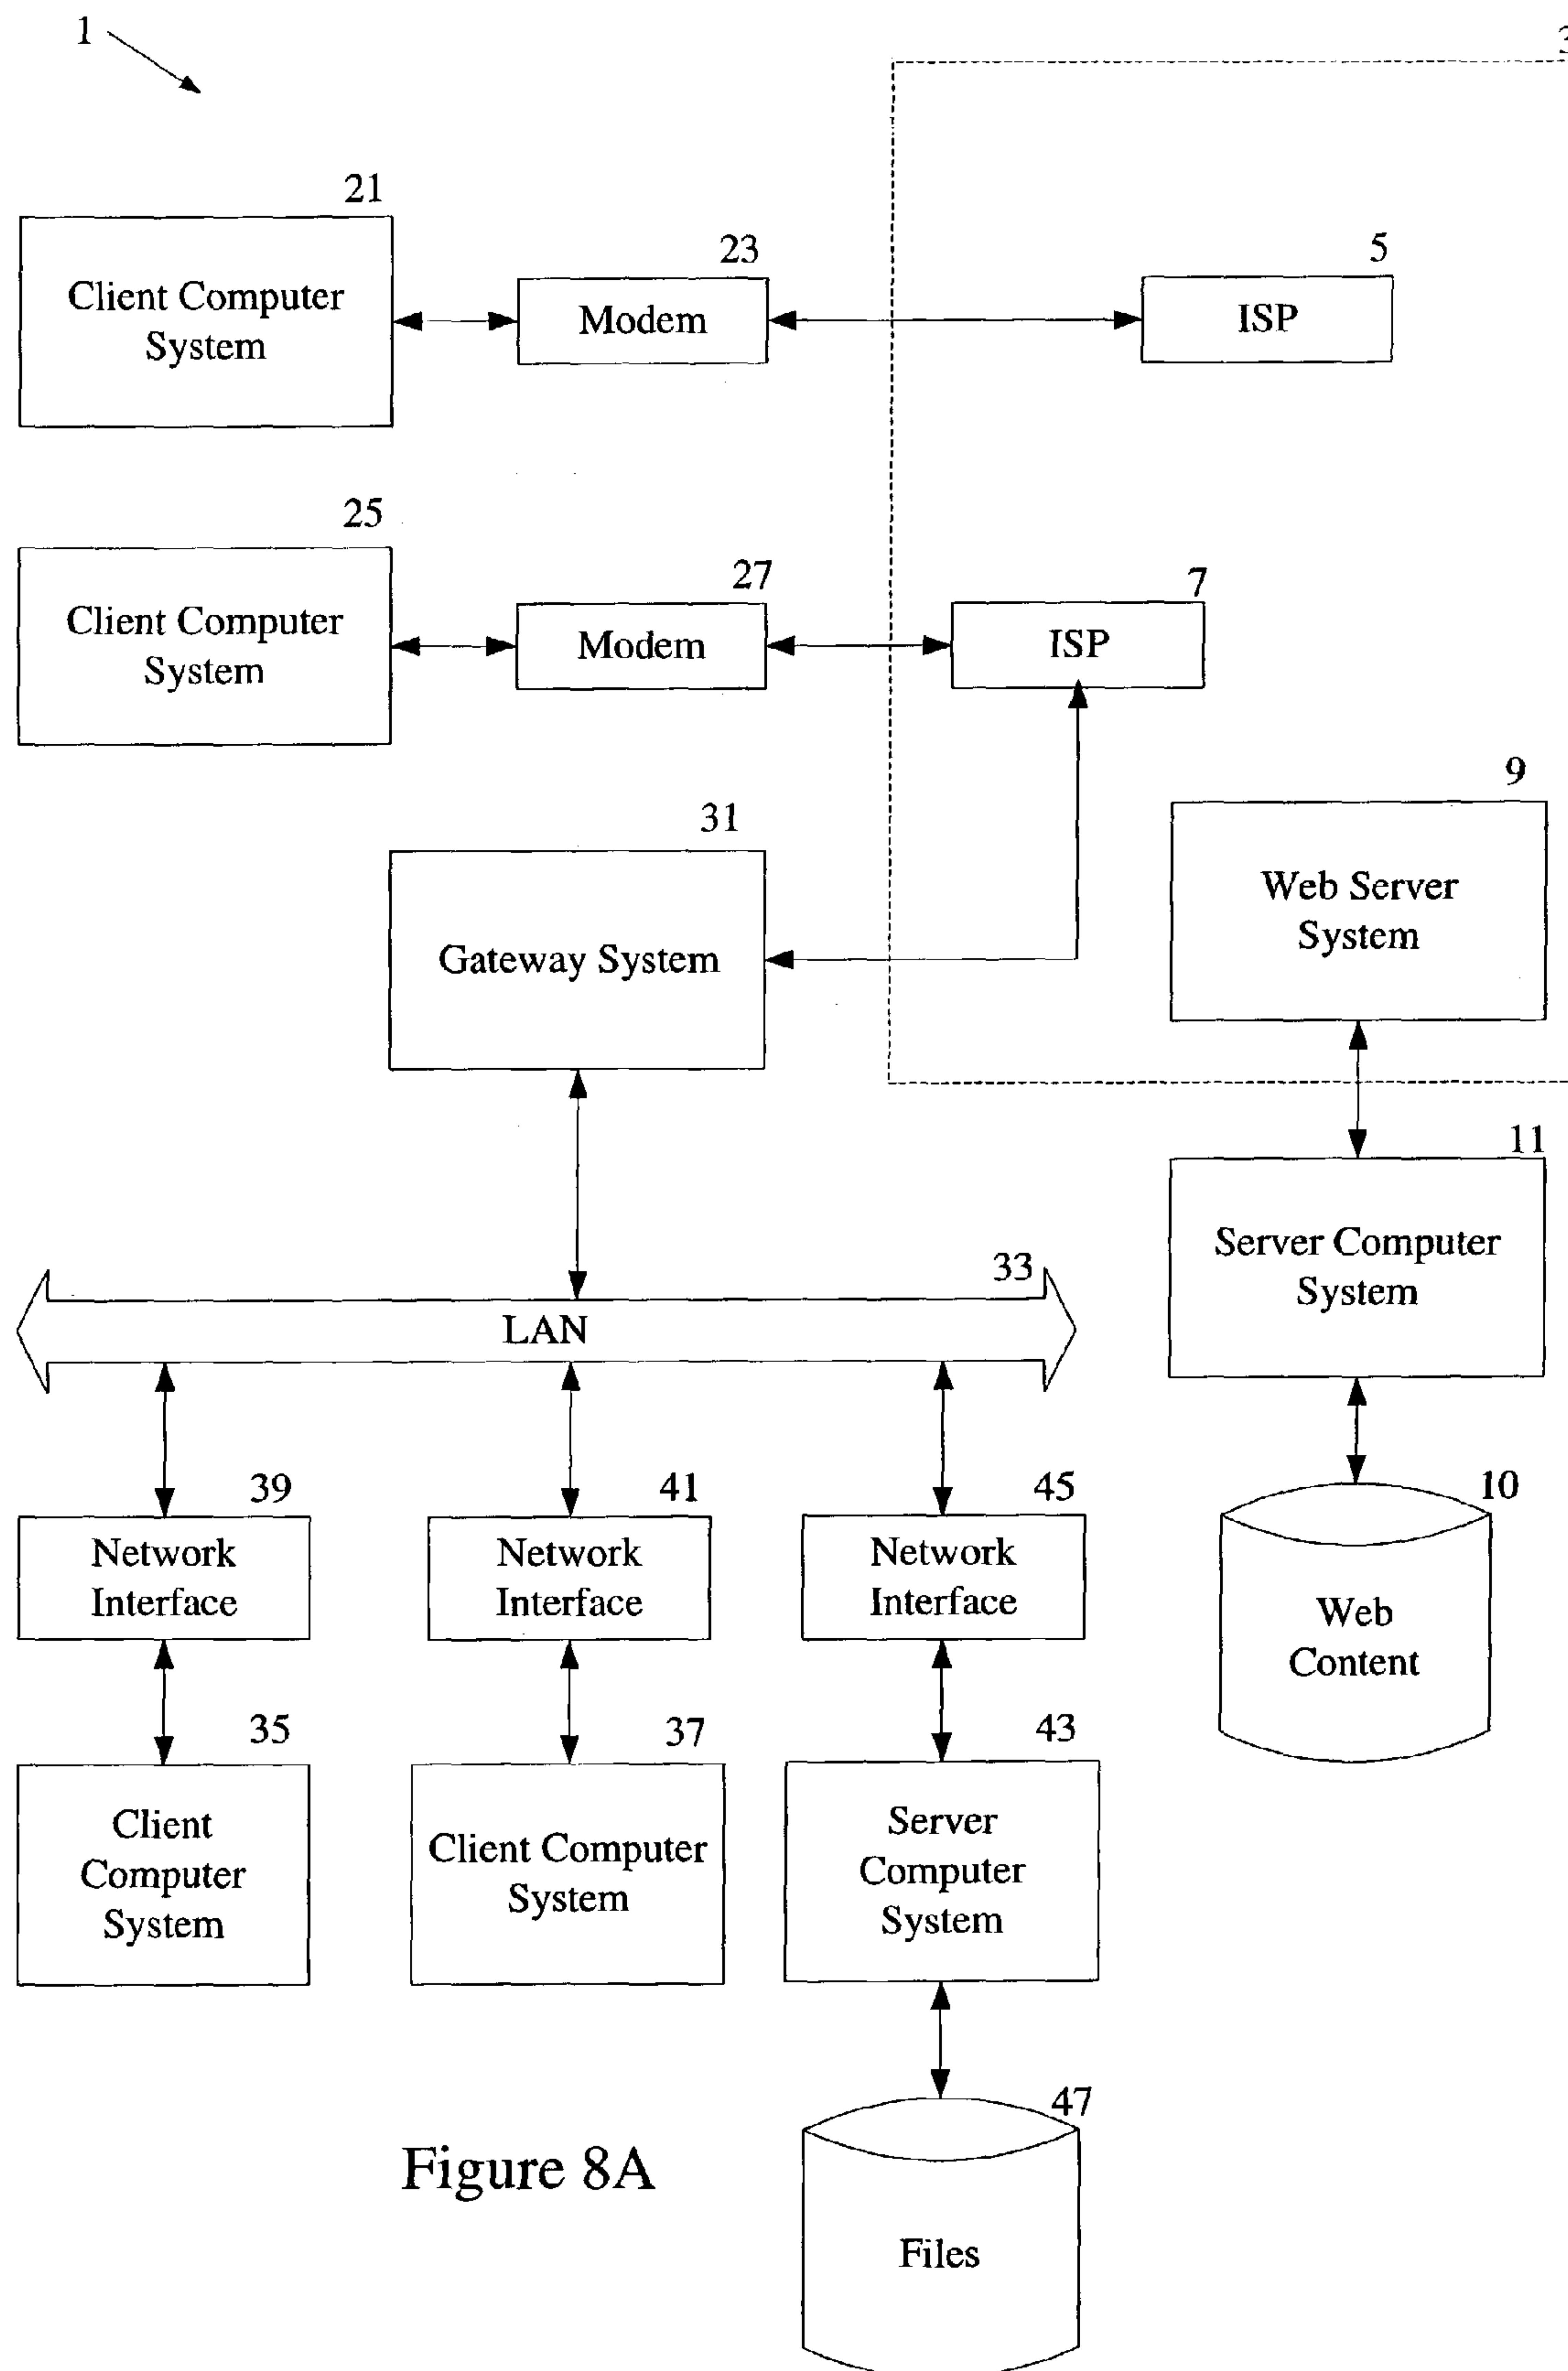 1
3
21
Client Computer
System
23
Modem
5
ISP
25
Client Computer
System
27
Modem
7
ISP
31
Gateway System
9
Web Server
System
11
Server Computer
System
33
LAN
39
Network
Interface
41
Network
Interface
45
Network
Interface
10
Web
Content
35
Client
Computer
System
37
Client Computer
System
43
Server
Computer
System
47
Files
Figure 8A